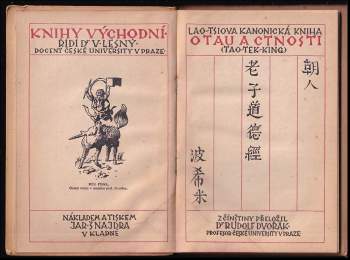 KNIHY VÝCHODNÍ
ŘÍDÍ Dr V. LESNÝ
DOCENT ČESKÉ UNIVERSITY V PRAZE
NÁKLADEM A TISKEM
JAR. ŠNAJDRA
V KLADNĚ
LAO-TSIOVA KANONICKÁ KNIHA
O TAU A CTNOSTI
(TAO-TEK-KING)
朝人
老子道德經
波希米
Z ČÍNŠTINY PŘELOŽIL
Dr RUDOLF DVOŘÁK
PROFESOR ČESKÉ UNIVERSITY V PRAZE